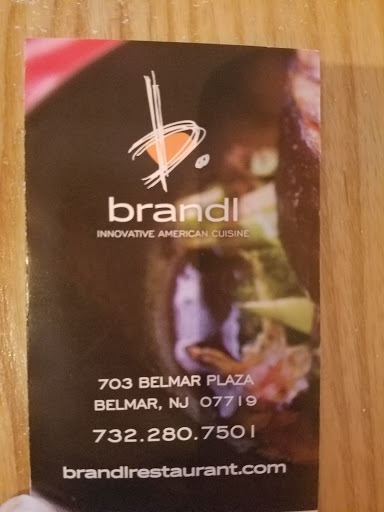 b.
brandl
INNOVATIVE AMERICAN CUISINE
703 BELMAR PLAZA
BELMAR, NJ 07719
732.280.7501
brandlrestaurant.com